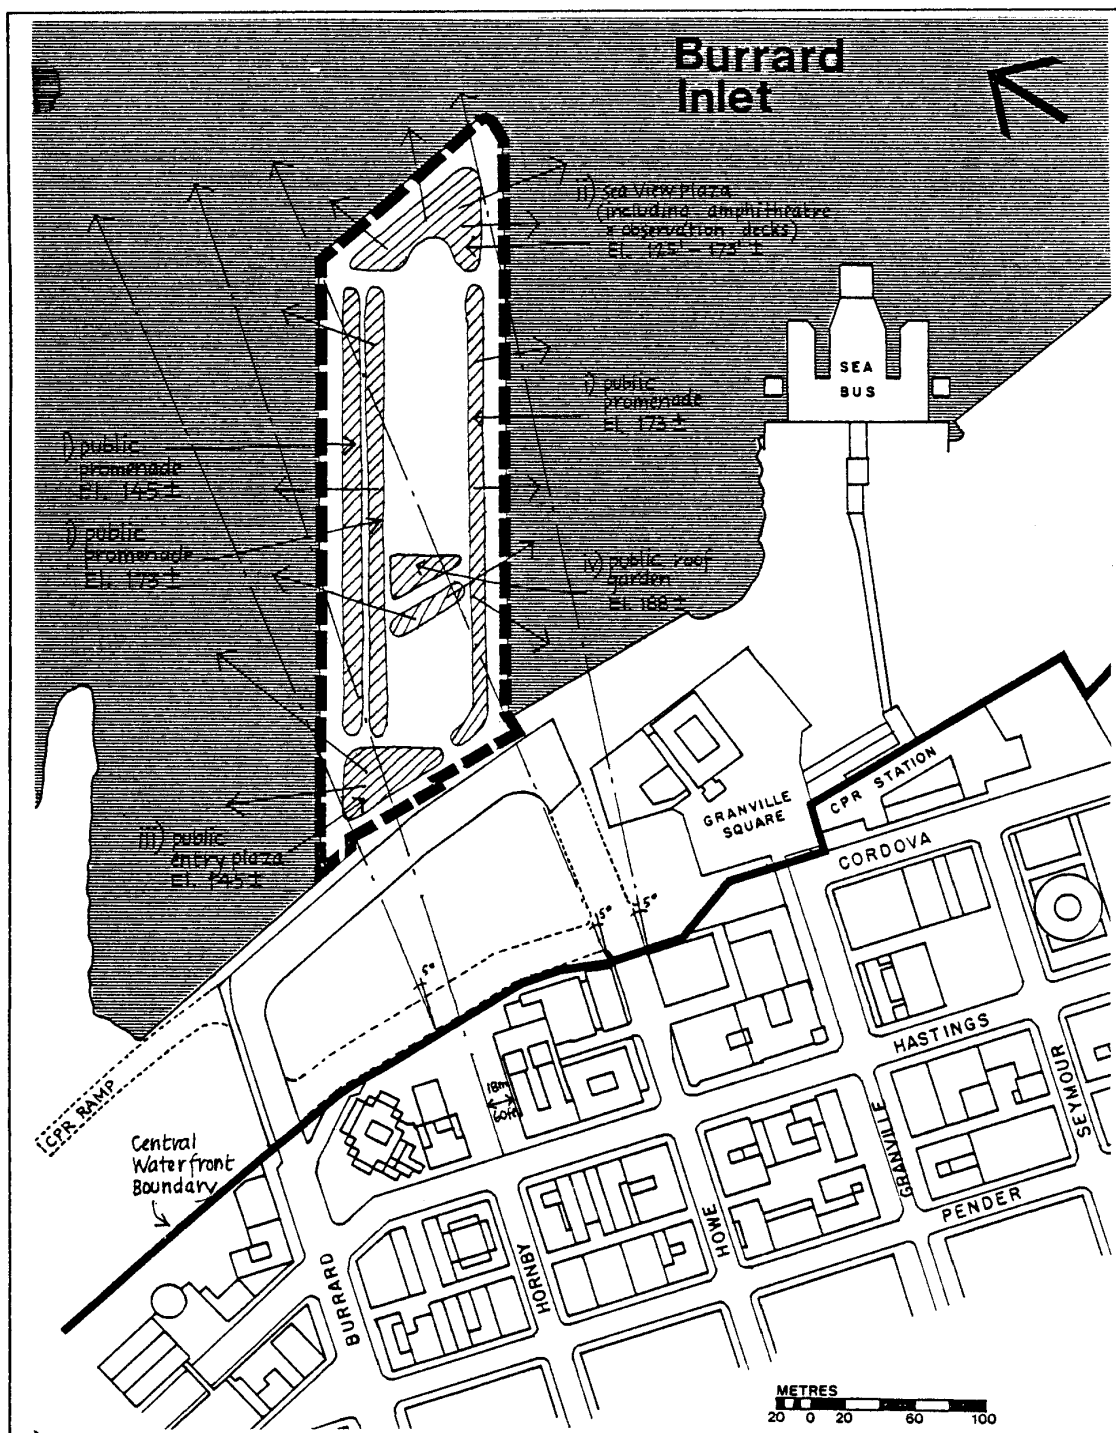 Burrard
Inlet
ii) sea view plaza
(including amphitheatre
& observation decks)
El. 125' - 173' ±
SEA
BUS
i) public
promenade
El. 173 ±
i) public
promenade
El. 145 ±
i) public
promenade
El. 173 ±
iv) public roof
garden
El. 188 ±
iii) public
entry plaza
El. 145 ±
GRANVILLE
SQUARE
CPR STATION
CORDOVA
5°
5°
5°
HASTINGS
SEYMOUR
CPR RAMP
18m
Central
Waterfront
Boundary
GRANVILLE
PENDER
HOWE
HORNBY
BURRARD
METRES
20 0 20 60 100